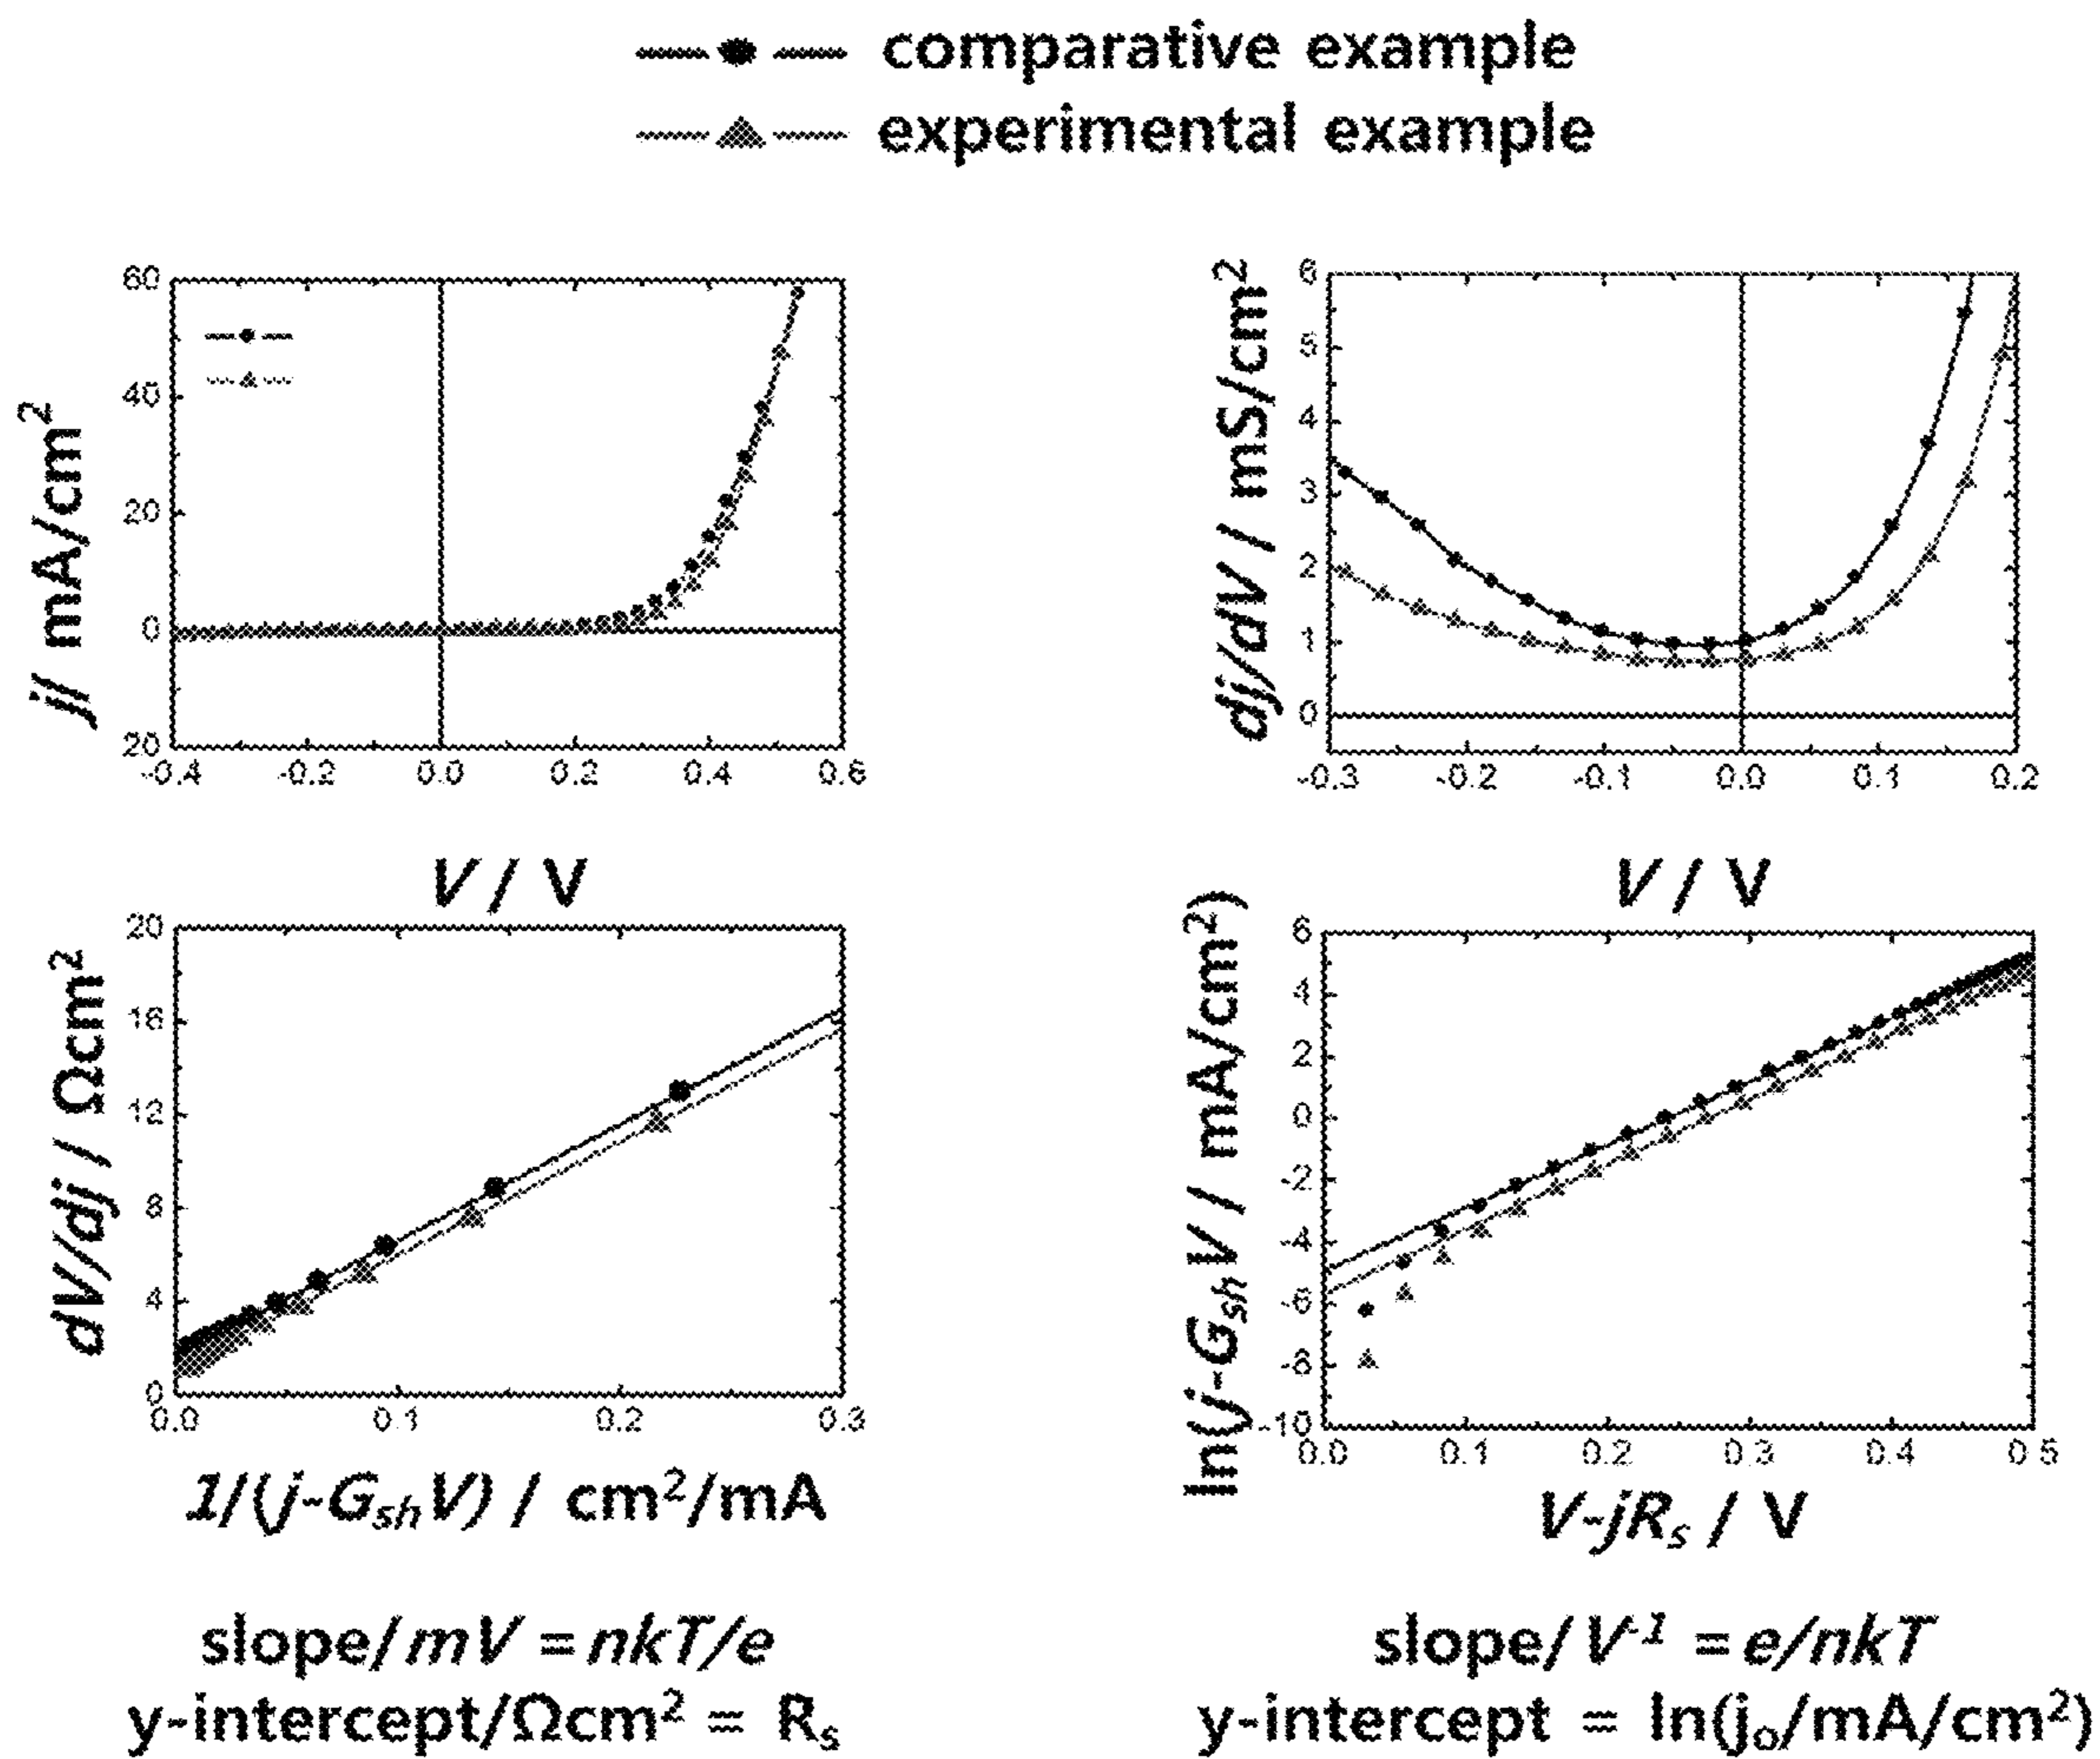 comparative example
experimental example
j/ mA/cm²
60
40
20
0
20
-0.4 -0.2 0.0 0.2 0.4 0.6
V / V
dj/dV / mS/cm²
6
5
4
3
2
1
0
-0.3 -0.2 -0.1 0.0 0.1 0.2
V / V
dV/dj / Ωcm²
20
16
12
8
4
0
0.0 0.1 0.2 0.3
1/(j-GshV) / cm²/mA
ln(j-GshV / mA/cm²)
6
4
2
0
-2
-4
-6
-8
-10
0.0 0.1 0.2 0.3 0.4 0.5
V-jRs / V
slope/mV = nkT/e
y-intercept/Ωcm² = Rs
slope/V⁻¹ = e/nkT
y-intercept = ln(jo/mA/cm²)